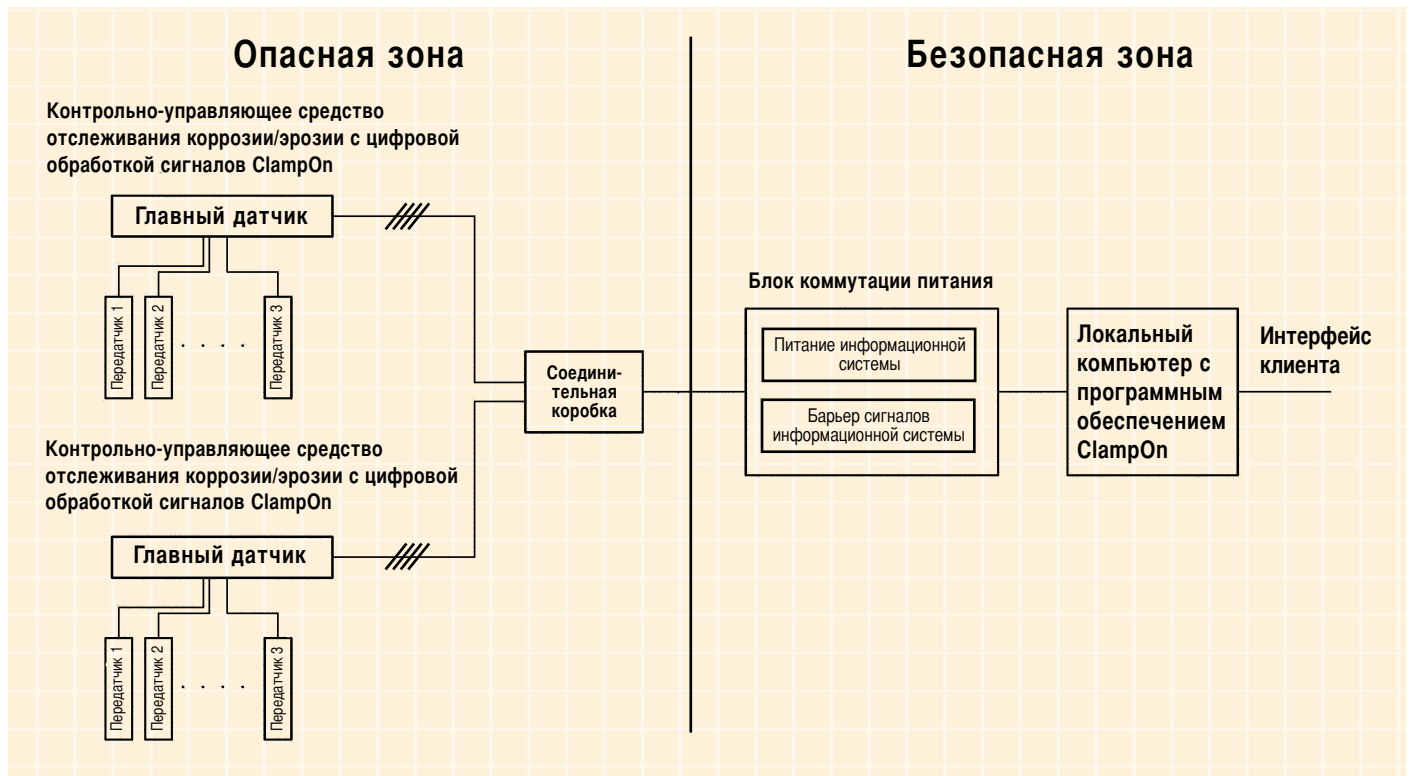 Опасная зона
Безопасная зона
Контрольно-управляющее средство
отслеживания коррозии/эрозии с цифровой
обработкой сигналов ClampOn
Главный датчик
Передатчик 1
Передатчик 2
. . . .
Передатчик 3
Контрольно-управляющее средство
отслеживания коррозии/эрозии с цифровой
обработкой сигналов ClampOn
Главный датчик
Передатчик 1
Передатчик 2
. . . .
Передатчик 3
Соедини-
тельная
коробка
Блок коммутации питания
Питание информационной
системы
Барьер сигналов
информационной системы
Локальный
компьютер с
программным
обеспечением
ClampOn
Интерфейс
клиента